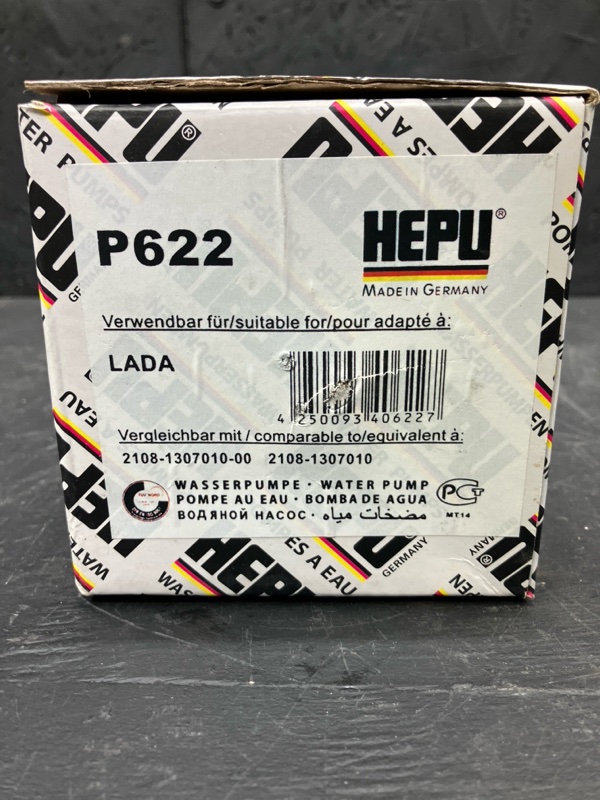 P622
HEPU®
MADE IN GERMANY
Verwendbar für/suitable for/pour adapté à:
LADA
4 250093 406227
Vergleichbar mit / comparable to/equivalent à:
2108-1307010-00 2108-1307010
WASSERPUMPE · WATER PUMP
POMPE AU EAU · BOMBA DE AGUA
ВОДЯНОЙ НАСОС · مضخات مياه
РСТ
MT14